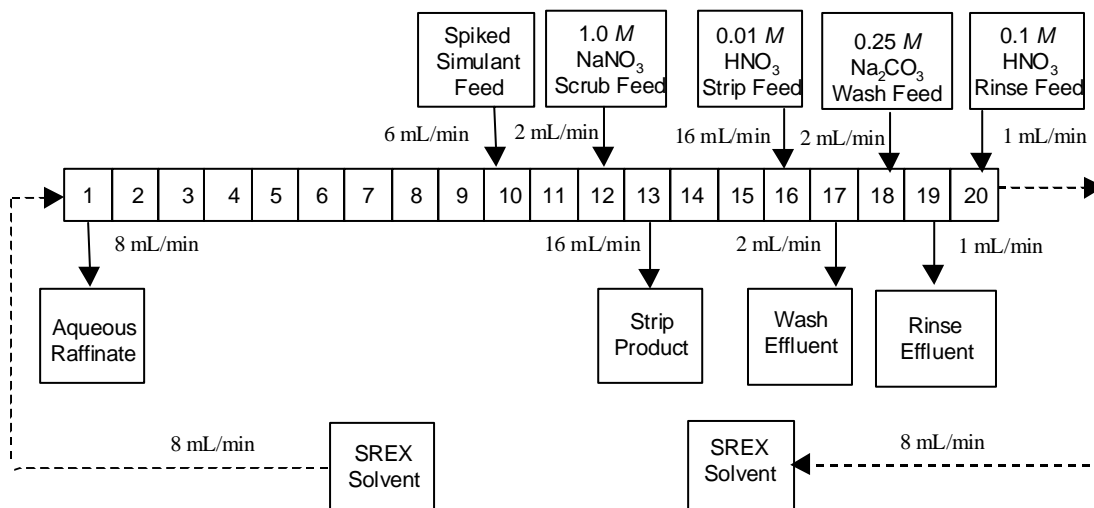 Spiked
Simulant
Feed
1.0 M
NaNO3
Scrub Feed
0.01 M
HNO3
Strip Feed
0.25 M
Na2CO3
Wash Feed
0.1 M
HNO3
Rinse Feed
6 mL/min
2 mL/min
16 mL/min
2 mL/min
1 mL/min
1 2 3 4 5 6 7 8 9 10 11 12 13 14 15 16 17 18 19 20
8 mL/min
16 mL/min
2 mL/min
1 mL/min
Aqueous
Raffinate
Strip
Product
Wash
Effluent
Rinse
Effluent
8 mL/min
SREX
Solvent
SREX
Solvent
8 mL/min